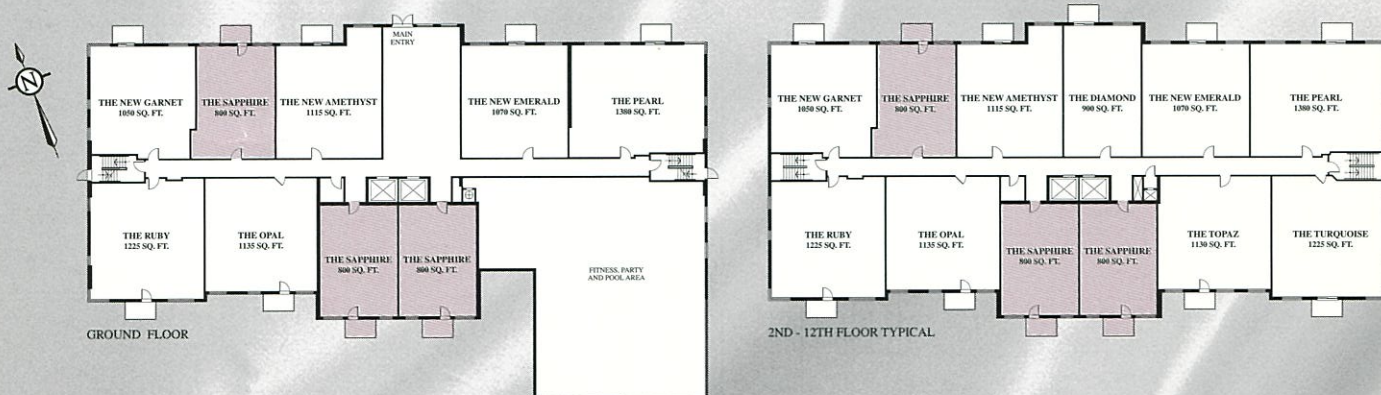 N
MAIN
ENTRY
THE NEW GARNET
1050 SQ. FT.
THE SAPPHIRE
800 SQ. FT.
THE NEW AMETHYST
1115 SQ. FT.
THE NEW EMERALD
1070 SQ. FT.
THE PEARL
1380 SQ. FT.
THE RUBY
1225 SQ. FT.
THE OPAL
1135 SQ. FT.
THE SAPPHIRE
800 SQ. FT.
THE SAPPHIRE
800 SQ. FT.
FITNESS, PARTY
AND POOL AREA
GROUND FLOOR
THE NEW GARNET
1050 SQ. FT.
THE SAPPHIRE
800 SQ. FT.
THE NEW AMETHYST
1115 SQ. FT.
THE DIAMOND
900 SQ. FT.
THE NEW EMERALD
1070 SQ. FT.
THE PEARL
1380 SQ. FT.
THE RUBY
1225 SQ. FT.
THE OPAL
1135 SQ. FT.
THE SAPPHIRE
800 SQ. FT.
THE SAPPHIRE
800 SQ. FT.
THE TOPAZ
1130 SQ. FT.
THE TURQUOISE
1225 SQ. FT.
2ND - 12TH FLOOR TYPICAL